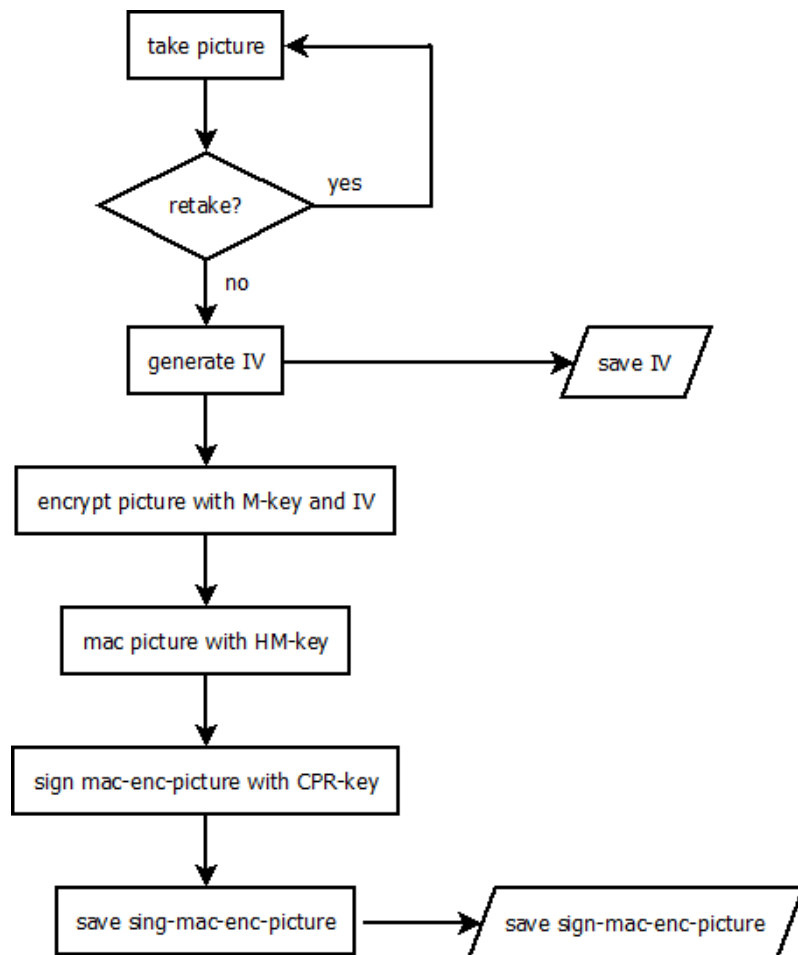 take picture
retake?
yes
no
generate IV
save IV
encrypt picture with M-key and IV
mac picture with HM-key
sign mac-enc-picture with CPR-key
save sing-mac-enc-picture
save sign-mac-enc-picture